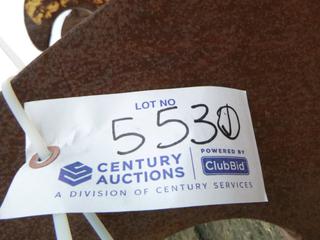 LOT NO
5530
CENTURY
AUCTIONS
POWERED BY
ClubBid
A DIVISION OF CENTURY SERVICES